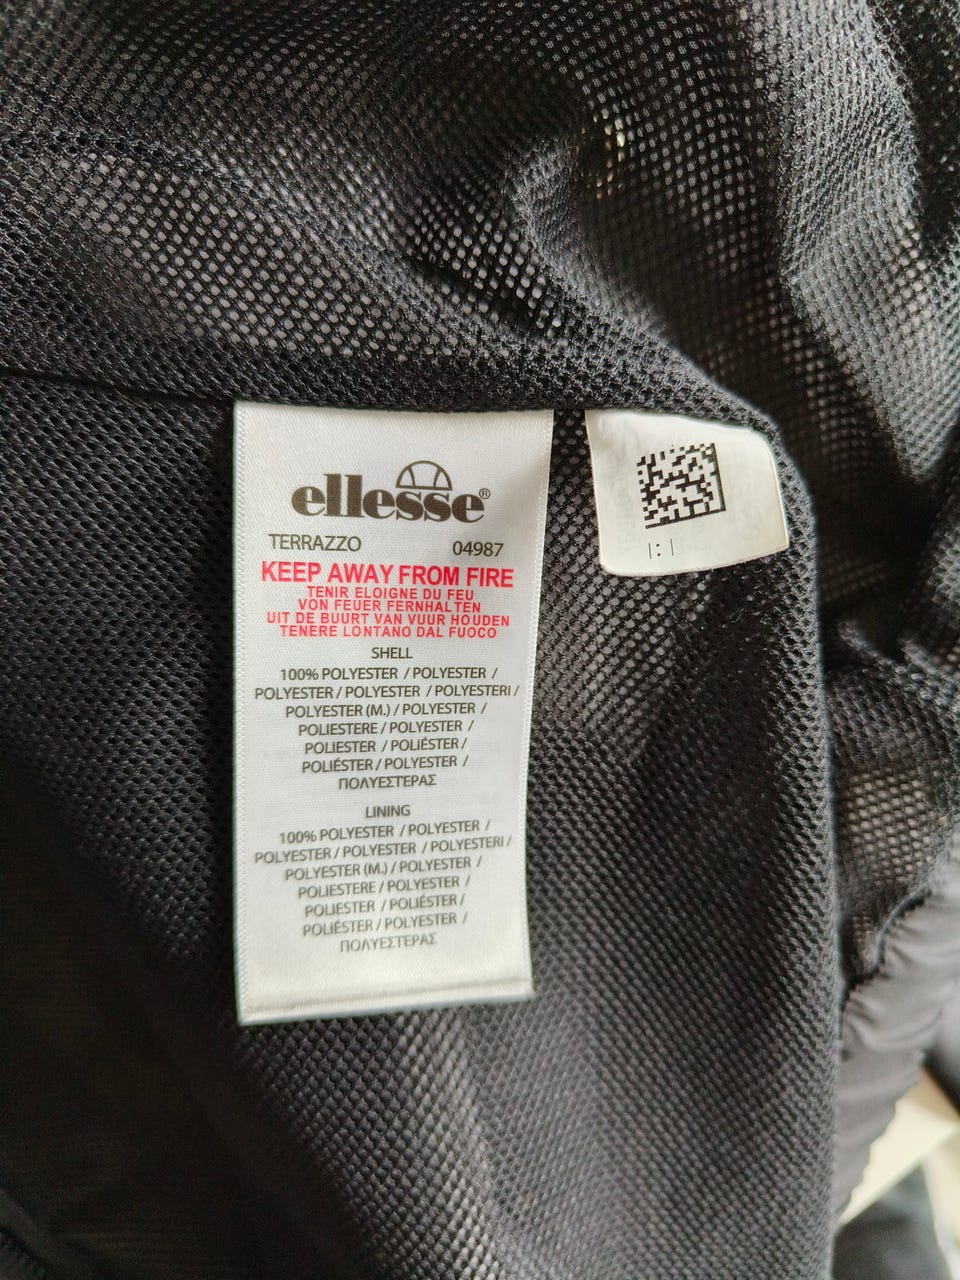 ellesse®
TERRAZZO 04987
KEEP AWAY FROM FIRE
TENIR ELOIGNE DU FEU
VON FEUER FERNHALTEN
UIT DE BUURT VAN VUUR HOUDEN
TENERE LONTANO DAL FUOCO
SHELL
100% POLYESTER / POLYESTER /
POLYESTER / POLYESTER / POLYESTERI /
POLYESTER (M.) / POLYESTER /
POLIESTERE / POLYESTER /
POLIESTER / POLIÉSTER /
POLIÉSTER / POLYESTER /
ΠΟΛΥΕΣΤΕΡΑΣ
LINING
100% POLYESTER / POLYESTER /
POLYESTER / POLYESTER / POLYESTERI /
POLYESTER (M.) / POLYESTER /
POLIESTERE / POLYESTER /
POLIESTER / POLIÉSTER /
POLIÉSTER / POLYESTER /
ΠΟΛΥΕΣΤΕΡΑΣ